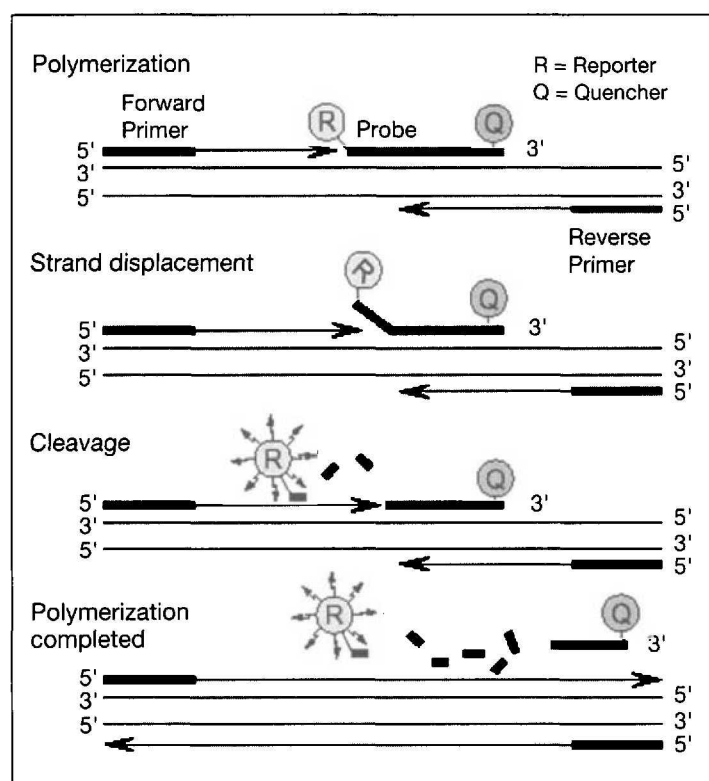 Polymerization
R = Reporter
Q = Quencher
Forward
Primer
R
Probe
Q
5'
3'
3'
5'
5'
3'
5'
Reverse
Primer
Strand displacement
R
Q
5'
3'
3'
5'
5'
3'
5'
Cleavage
R
Q
5'
3'
3'
5'
5'
3'
5'
Polymerization
completed
R
Q
3'
5'
3'
5'
5'
3'
5'